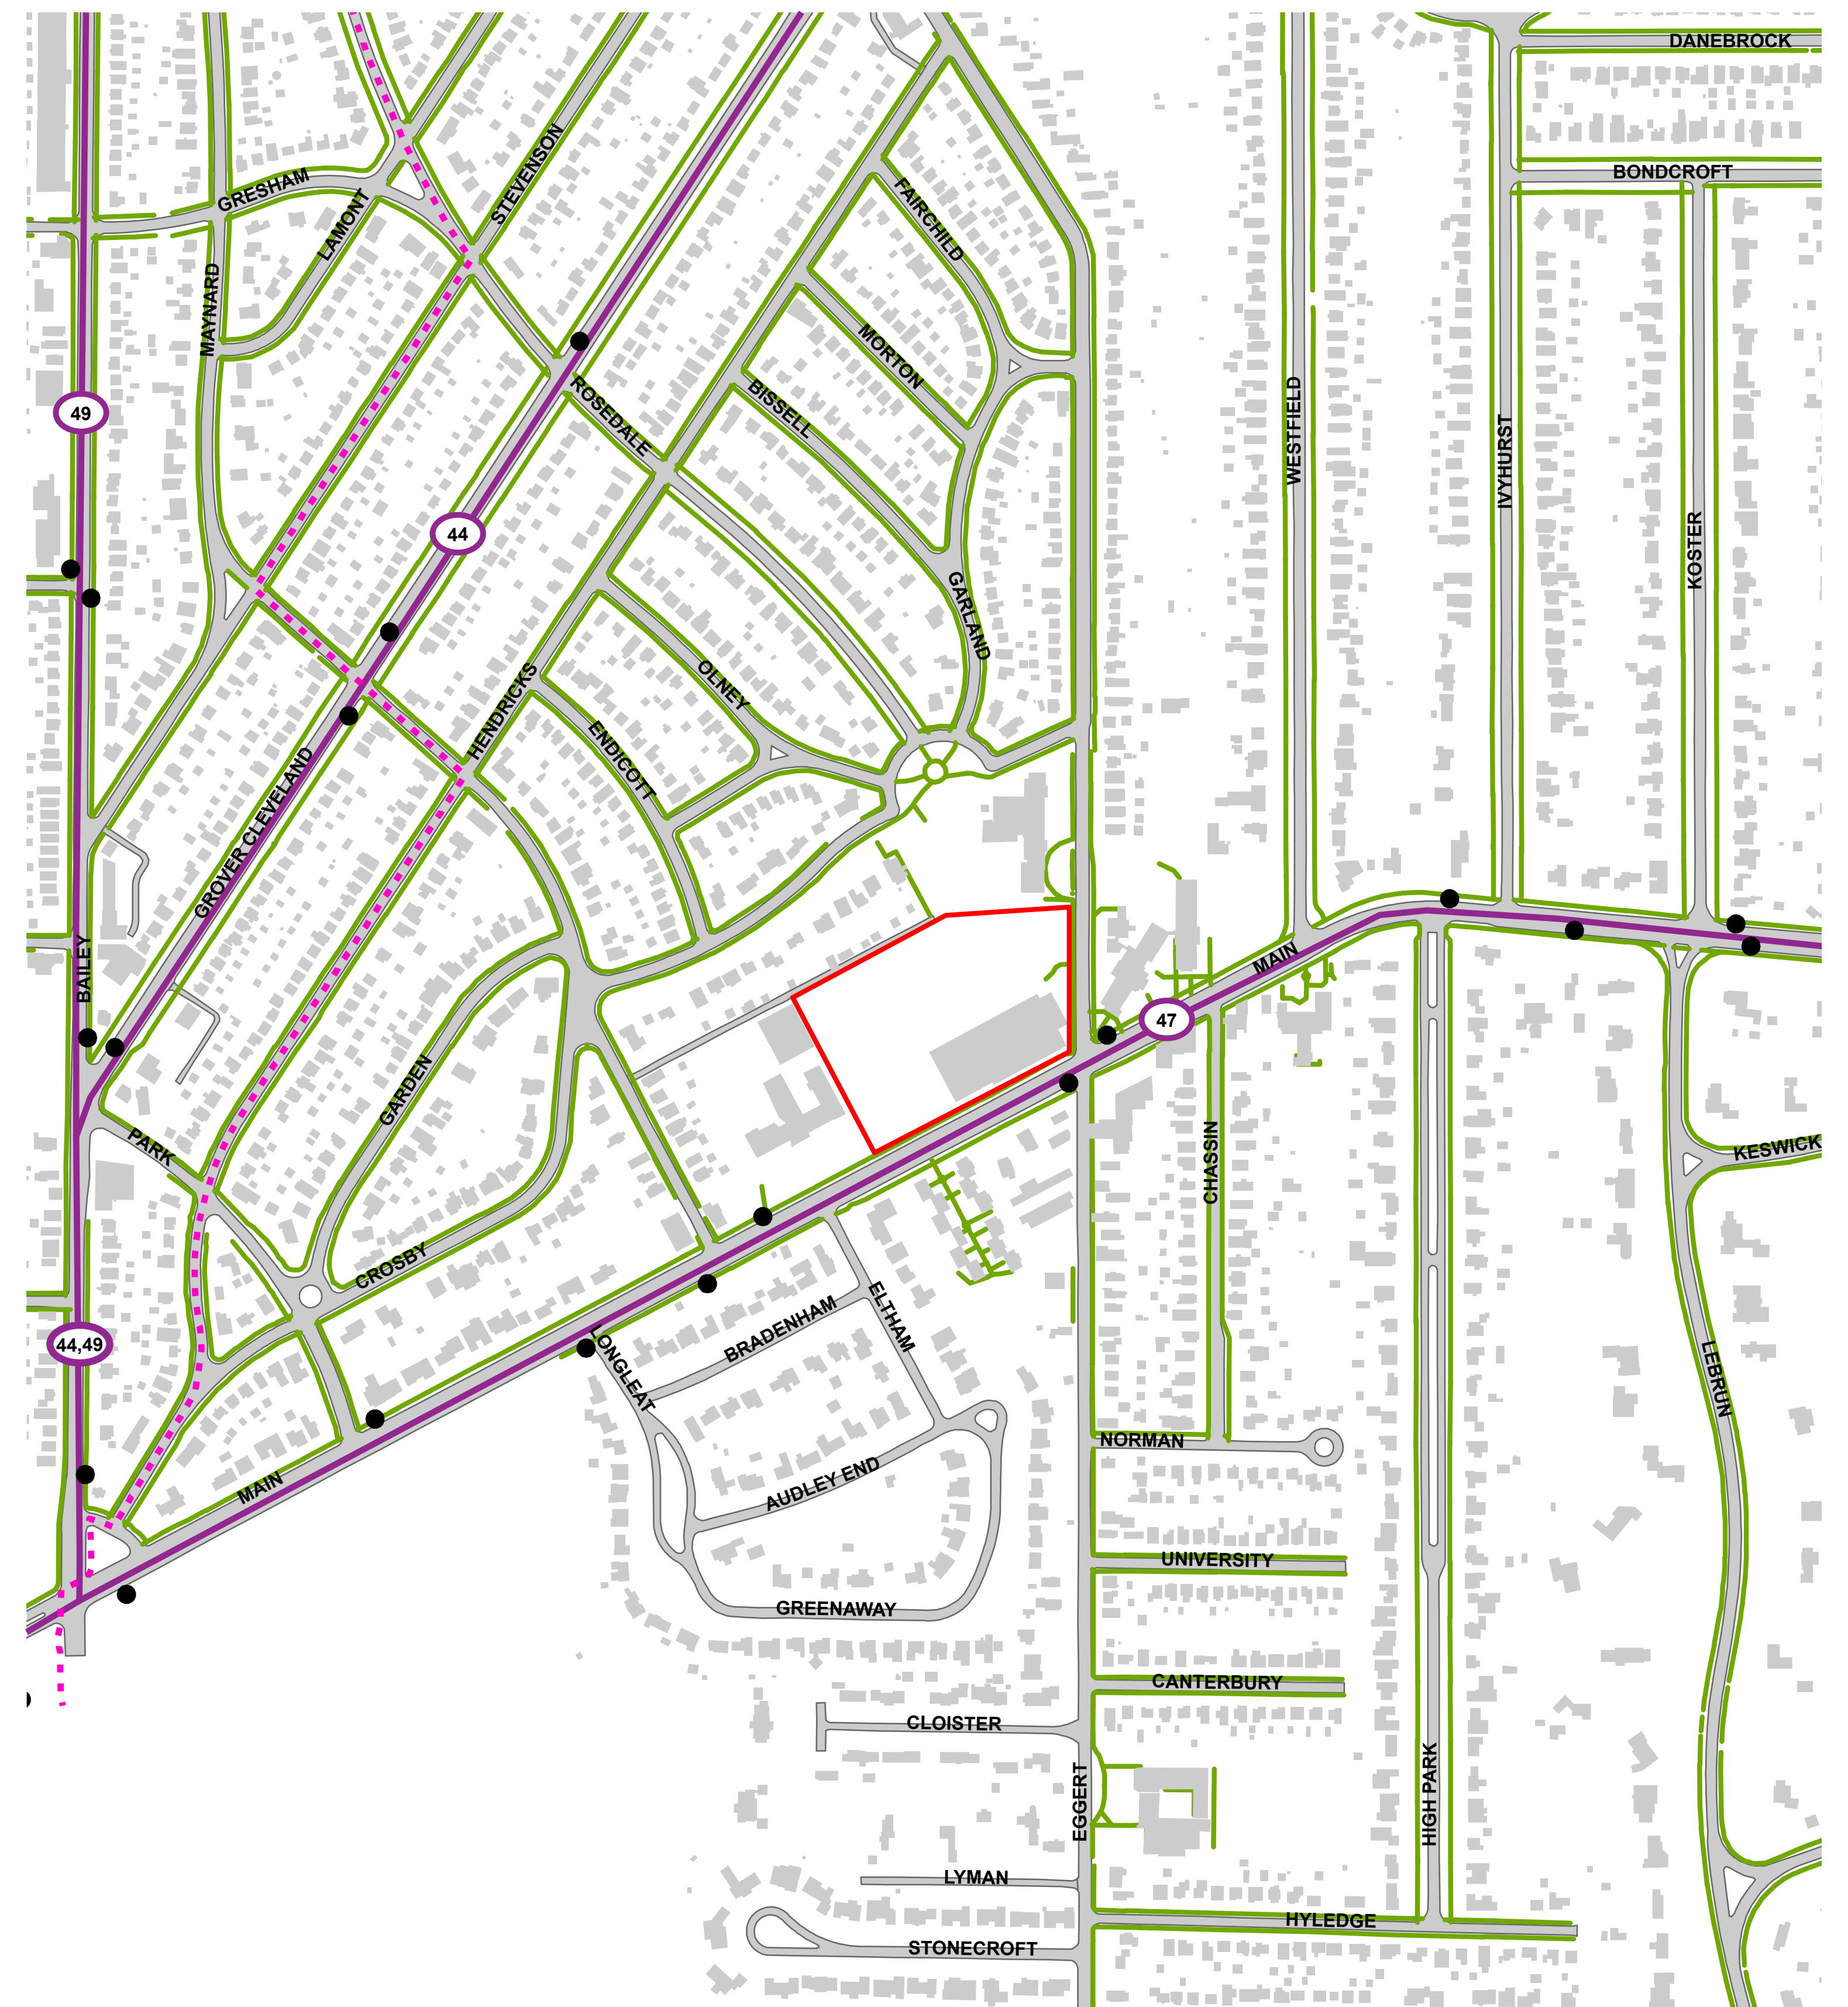 DANEBROCK
BONDCROFT
STEVENSON
GRESHAM
LAMONT
FAIRCHILD
MAYNARD
MORTON
BISSELL
ROSEDALE
49
WESTFIELD
IVYHURST
44
KOSTER
GARLAND
OLNEY
HENDRICKS
ENDICOTT
GROVER CLEVELAND
BAILEY
MAIN
47
GARDEN
PARK
CHASSIN
KESWICK
CROSBY
44,49
ELTHAM
BRADENHAM
LONGLEAT
LEBRUN
NORMAN
AUDLEY END
MAIN
UNIVERSITY
GREENAWAY
CANTERBURY
CLOISTER
EGGERT
HIGH PARK
LYMAN
HYLEDGE
STONECROFT